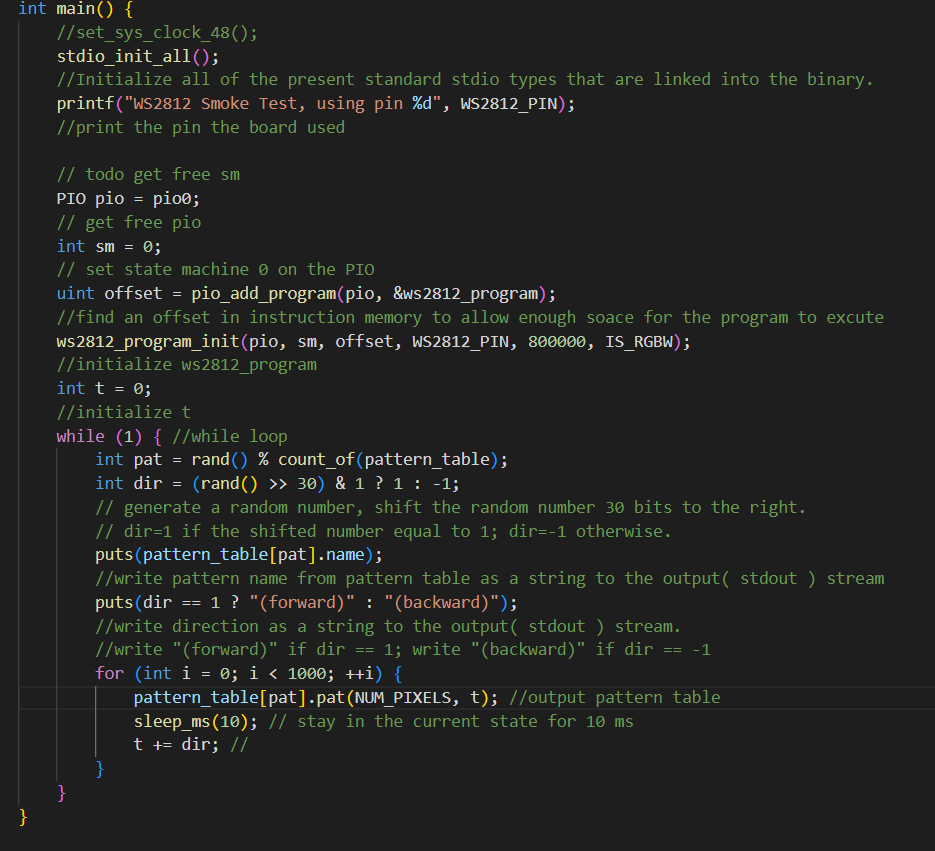 int main() {
    //set_sys_clock_48();
    stdio_init_all();
    //Initialize all of the present standard stdio types that are linked into the binary.
    printf("WS2812 Smoke Test, using pin %d", WS2812_PIN);
    //print the pin the board used

    // todo get free sm
    PIO pio = pio0;
    // get free pio
    int sm = 0;
    // set state machine 0 on the PIO
    uint offset = pio_add_program(pio, &ws2812_program);
    //find an offset in instruction memory to allow enough soace for the program to excute
    ws2812_program_init(pio, sm, offset, WS2812_PIN, 800000, IS_RGBW);
    //initialize ws2812_program
    int t = 0;
    //initialize t
    while (1) { //while loop
        int pat = rand() % count_of(pattern_table);
        int dir = (rand() >> 30) & 1 ? 1 : -1;
        // generate a random number, shift the random number 30 bits to the right.
        // dir=1 if the shifted number equal to 1; dir=-1 otherwise.
        puts(pattern_table[pat].name);
        //write pattern name from pattern table as a string to the output( stdout ) stream
        puts(dir == 1 ? "(forward)" : "(backward)");
        //write direction as a string to the output( stdout ) stream.
        //write "(forward)" if dir == 1; write "(backward)" if dir == -1
        for (int i = 0; i < 1000; ++i) {
            pattern_table[pat].pat(NUM_PIXELS, t); //output pattern table
            sleep_ms(10); // stay in the current state for 10 ms
            t += dir; //
        }
    }
}